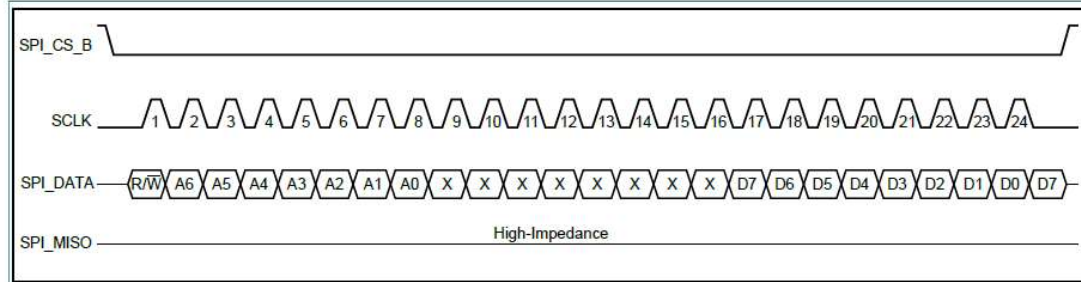 SPI_CS_B
SCLK 1 2 3 4 5 6 7 8 9 10 11 12 13 14 15 16 17 18 19 20 21 22 23 24
SPI_DATA R/W̅ A6 A5 A4 A3 A2 A1 A0 X X X X X X X X D7 D6 D5 D4 D3 D2 D1 D0 D7
High-Impedance
SPI_MISO